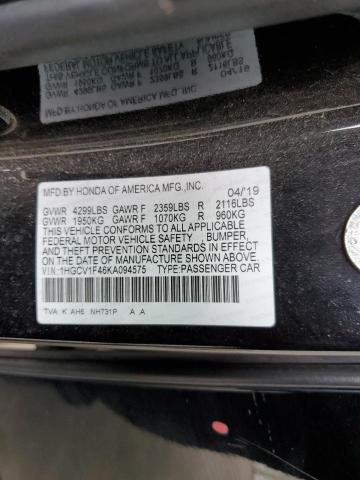 MFD.BY HONDA OF AMERICA MFG.,INC. 04/19
GVWR 4299LBS GAWR F 2359LBS R 2116LBS
GVWR 1950KG GAWR F 1070KG R 960KG
THIS VEHICLE CONFORMS TO ALL APPLICABLE
FEDERAL MOTOR VEHICLE SAFETY , BUMPER,
AND THEFT PREVENTION STANDARDS IN EFFECT
ON THE DATE OF MANUFACTURE SHOWN ABOVE.
VIN:1HGCV1F46KA094575 TYPE:PASSENGER CAR
TVA K AH6 NH731P A A